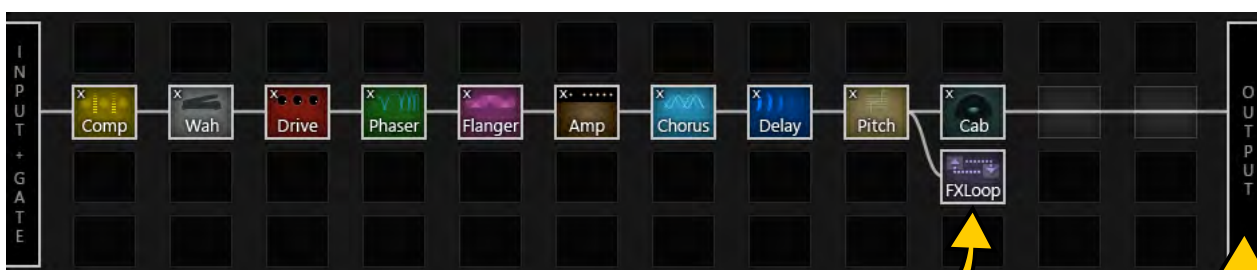 INPUT + GATE
Comp
Wah
Drive
Phaser
Flanger
Amp
Chorus
Delay
Pitch
Cab
FXLoop
OUTPUT